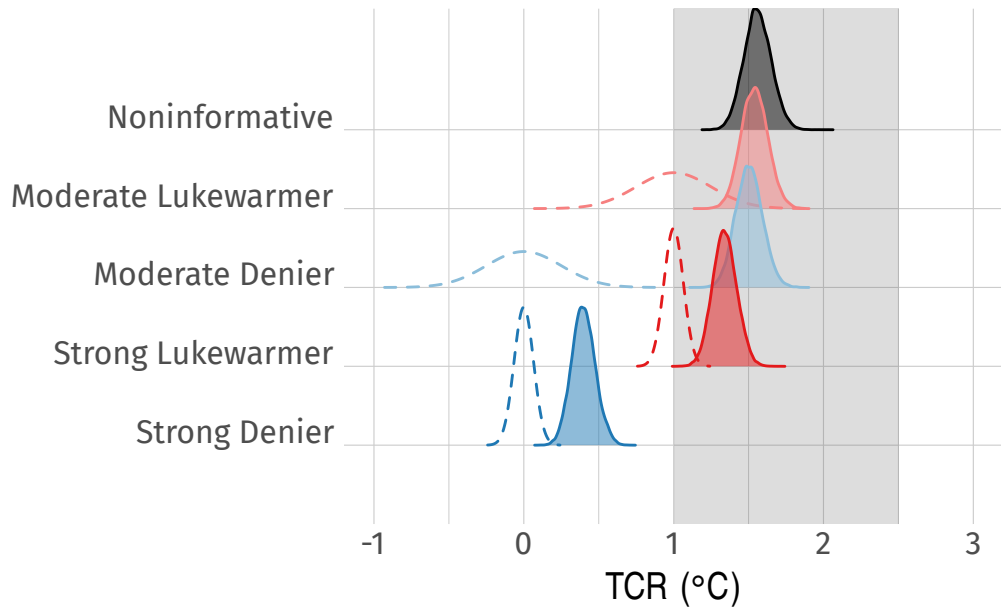 Noninformative
Moderate Lukewarmer
Moderate Denier
Strong Lukewarmer
Strong Denier
-1 0 1 2 3
TCR (°C)